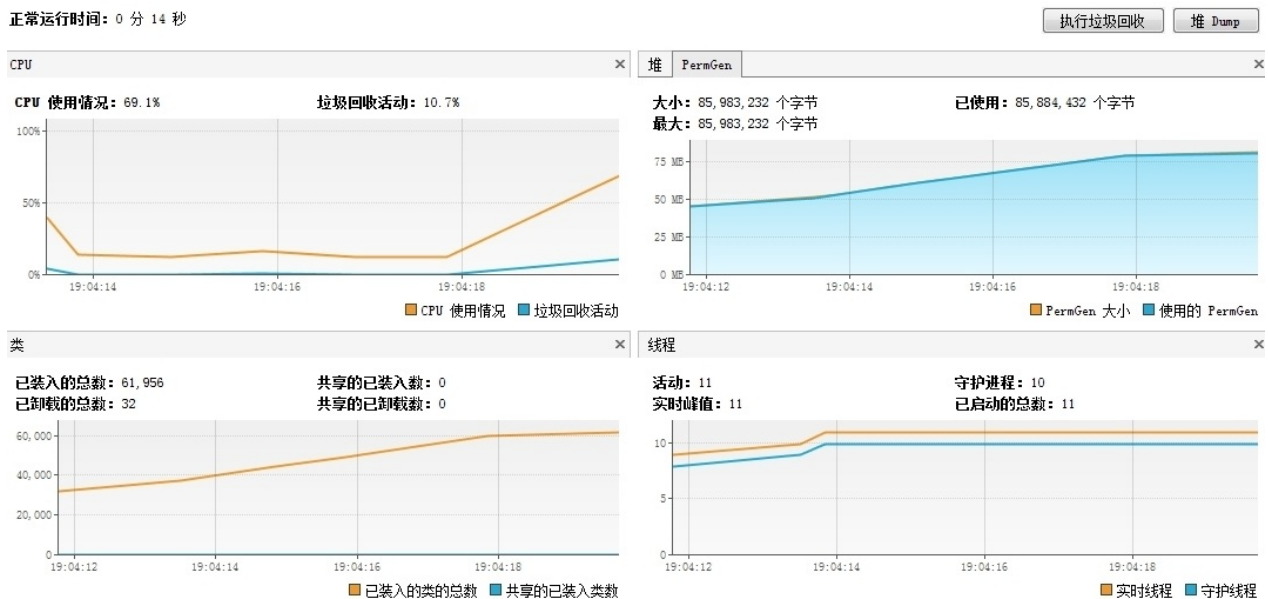 正常运行时间: 0 分 14 秒
执行垃圾回收 堆 Dump
CPU ×
CPU 使用情况: 69.1% 垃圾回收活动: 10.7%
100%
50%
0%
19:04:14 19:04:16 19:04:18
CPU 使用情况 垃圾回收活动
堆 PermGen ×
大小: 85,983,232 个字节 已使用: 85,884,432 个字节
最大: 85,983,232 个字节
75 MB
50 MB
25 MB
0 MB
19:04:12 19:04:14 19:04:16 19:04:18
PermGen 大小 使用的 PermGen
类 ×
已装入的总数: 61,956 共享的已装入数: 0
已卸载的总数: 32 共享的已卸载数: 0
60,000
40,000
20,000
0
19:04:12 19:04:14 19:04:16 19:04:18
已装入的类的总数 共享的已装入类数
线程 ×
活动: 11 守护进程: 10
实时峰值: 11 已启动的总数: 11
10
5
0
19:04:12 19:04:14 19:04:16 19:04:18
实时线程 守护线程